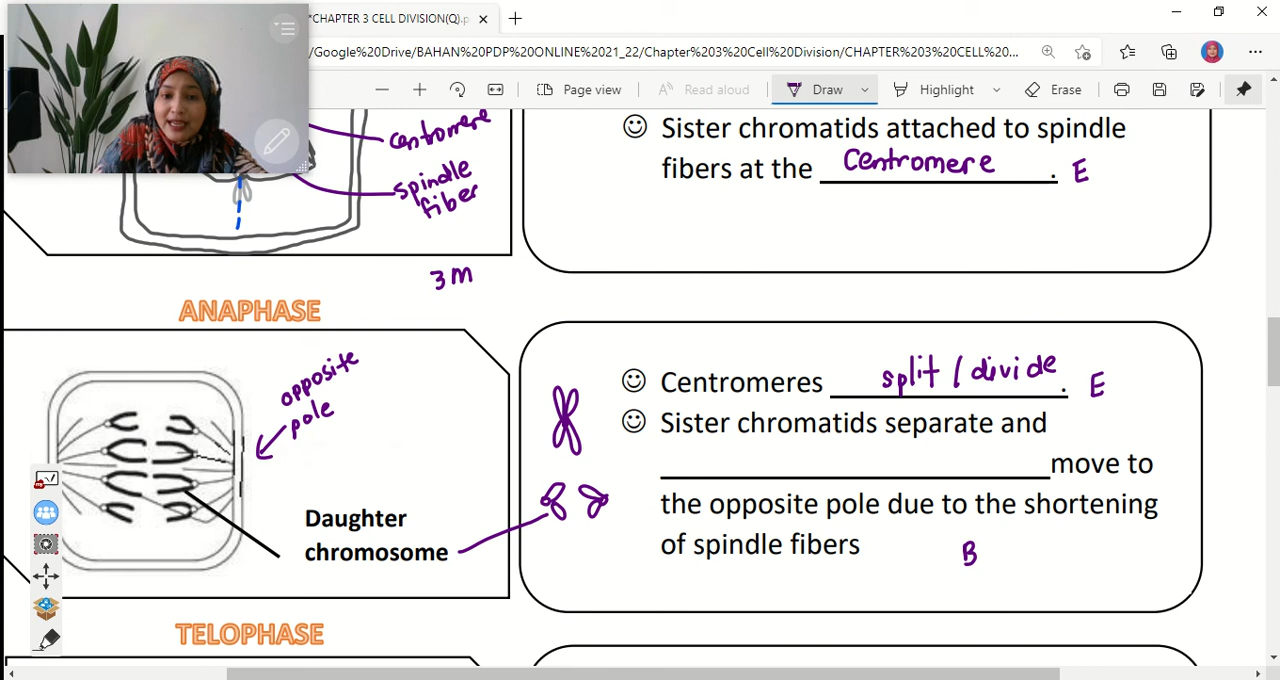 *CHAPTER 3 CELL DIVISION(Q).p
/Google%20Drive/BAHAN%20PDP%20ONLINE%202021_22/Chapter%203%20Cell%20Division/CHAPTER%203%20CELL%20...
Page view
Read aloud
Draw
Highlight
Erase
centromere
spindle
fiber
Sister chromatids attached to spindle
fibers at the centromere. E
3M
ANAPHASE
opposite
pole
Daughter
chromosome
Centromeres split / divide. E
Sister chromatids separate and
move to
the opposite pole due to the shortening
of spindle fibers
B
TELOPHASE